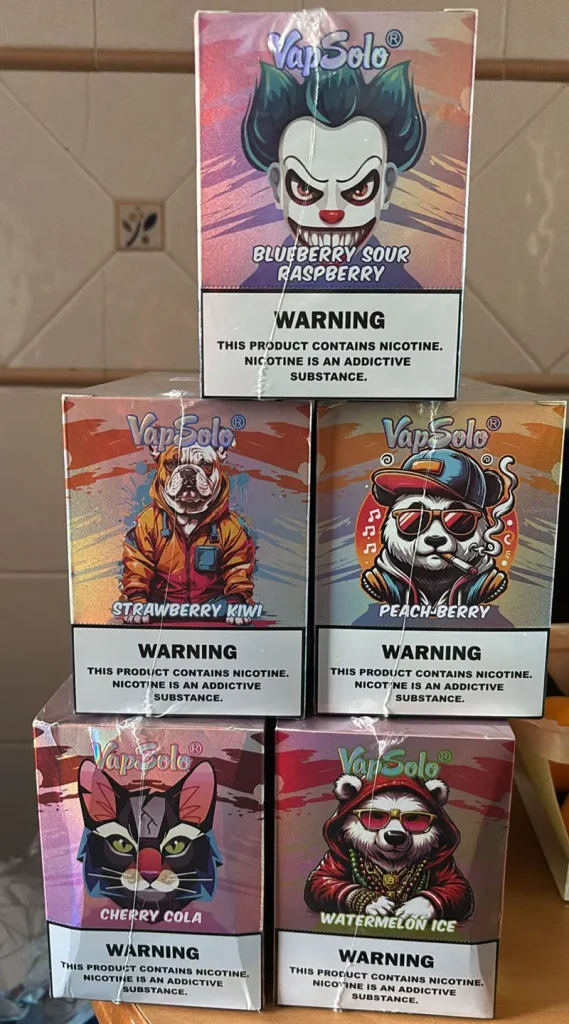 VapSolo®
BLUEBERRY SOUR
RASPBERRY
WARNING
THIS PRODUCT CONTAINS NICOTINE.
NICOTINE IS AN ADDICTIVE
SUBSTANCE.
VapSolo®
STRAWBERRY KIWI
WARNING
THIS PRODUCT CONTAINS NICOTINE.
NICOTINE IS AN ADDICTIVE
SUBSTANCE.
VapSolo®
PEACH-BERRY
WARNING
THIS PRODUCT CONTAINS NICOTINE.
NICOTINE IS AN ADDICTIVE
SUBSTANCE.
VapSolo®
CHERRY COLA
WARNING
THIS PRODUCT CONTAINS NICOTINE.
NICOTINE IS AN ADDICTIVE
SUBSTANCE.
VapSolo®
WATERMELON ICE
WARNING
THIS PRODUCT CONTAINS NICOTINE.
NICOTINE IS AN ADDICTIVE
SUBSTANCE.